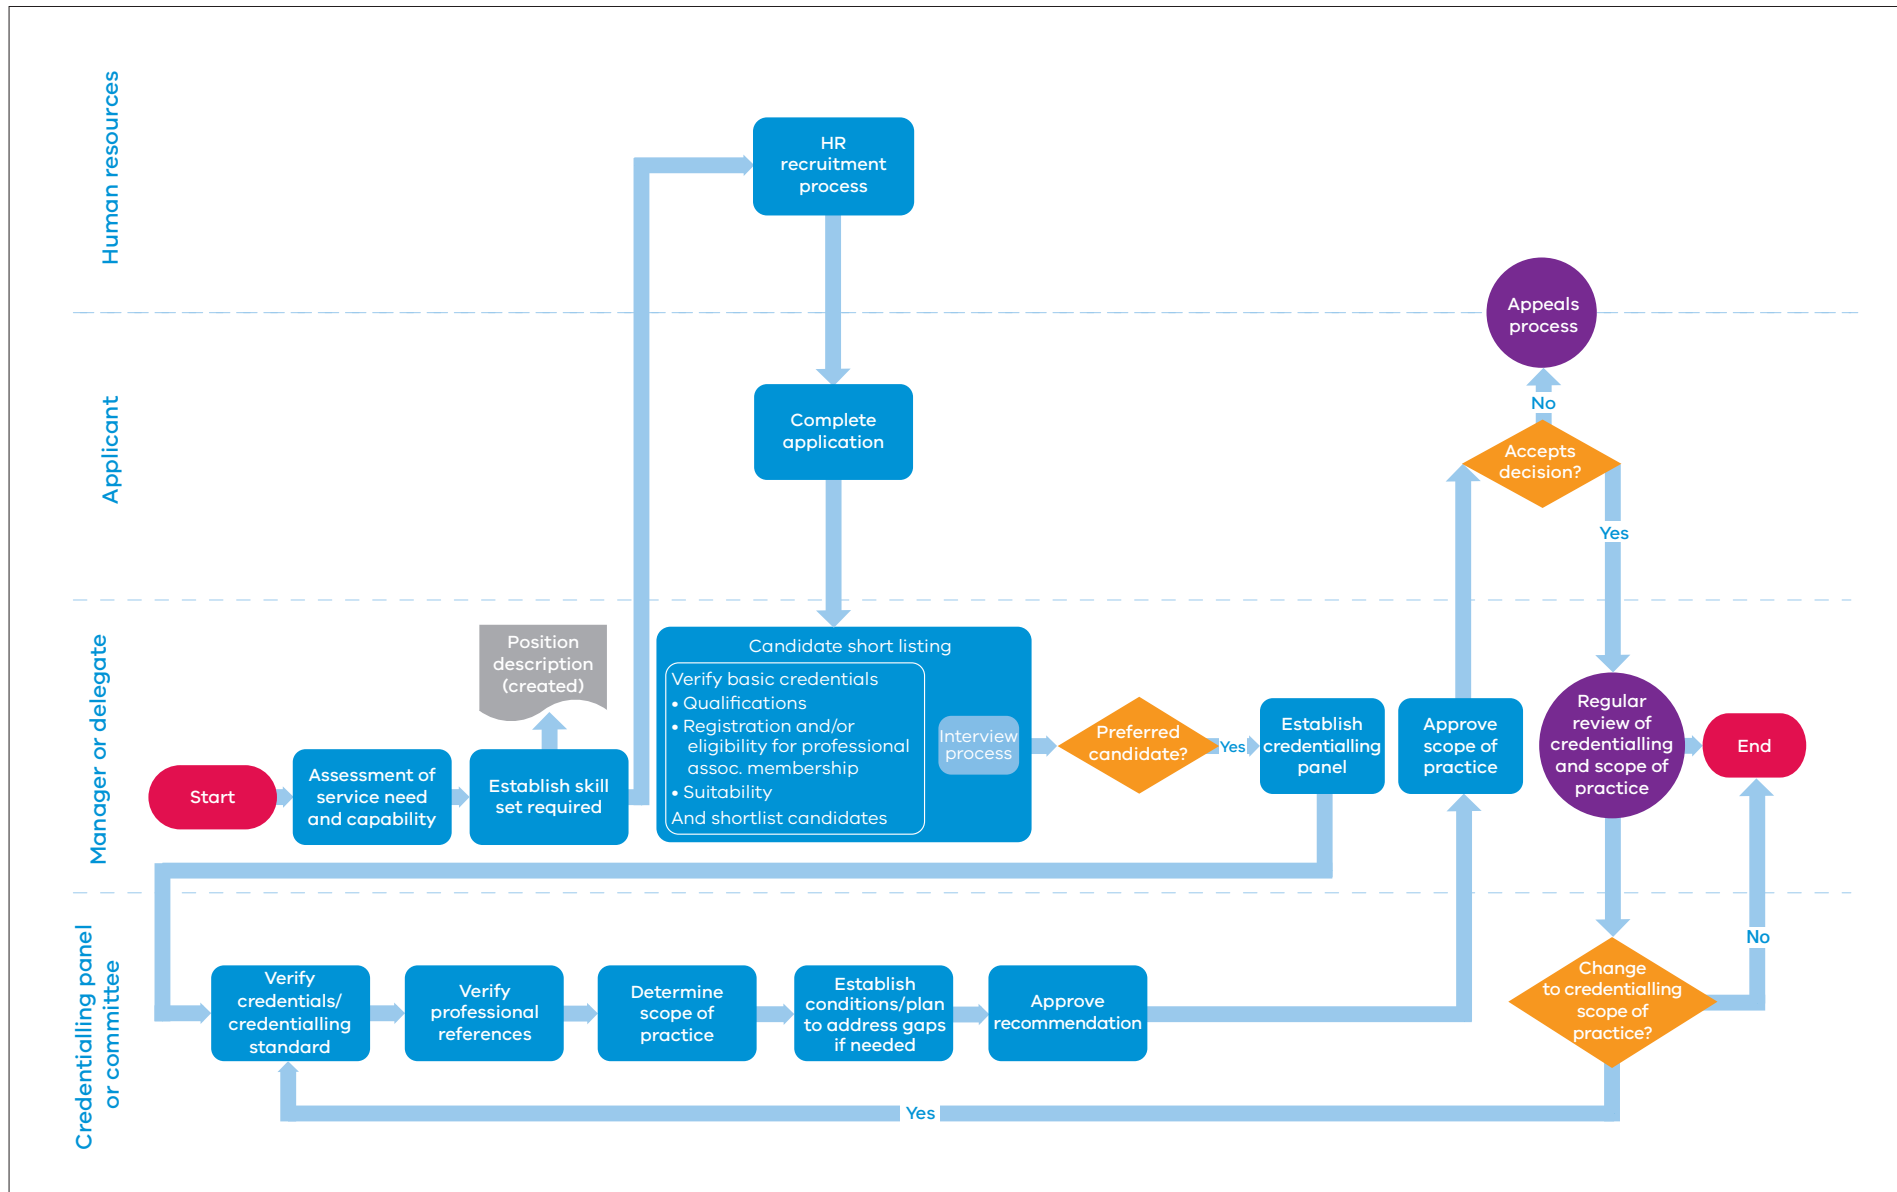 Human resources
HR
recruitment
process
Appeals
process
No
Applicant
Complete
application
Accepts
decision?
Yes
Manager or delegate
Start
Assessment of
service need
and capability
Establish skill
set required
Position
description
(created)
Candidate short listing
Verify basic credentials
• Qualifications
• Registration and/or
eligibility for professional
assoc. membership
• Suitability
And shortlist candidates
Interview
process
Preferred
candidate?
Yes
Establish
credentialling
panel
Approve
scope of
practice
Regular
review of
credentialling
and scope of
practice
End
Credentialling panel
or committee
Verify
credentials/
credentialling
standard
Verify
professional
references
Determine
scope of
practice
Establish
conditions/plan
to address gaps
if needed
Approve
recommendation
Change
to credentialling
scope of
practice?
No
Yes